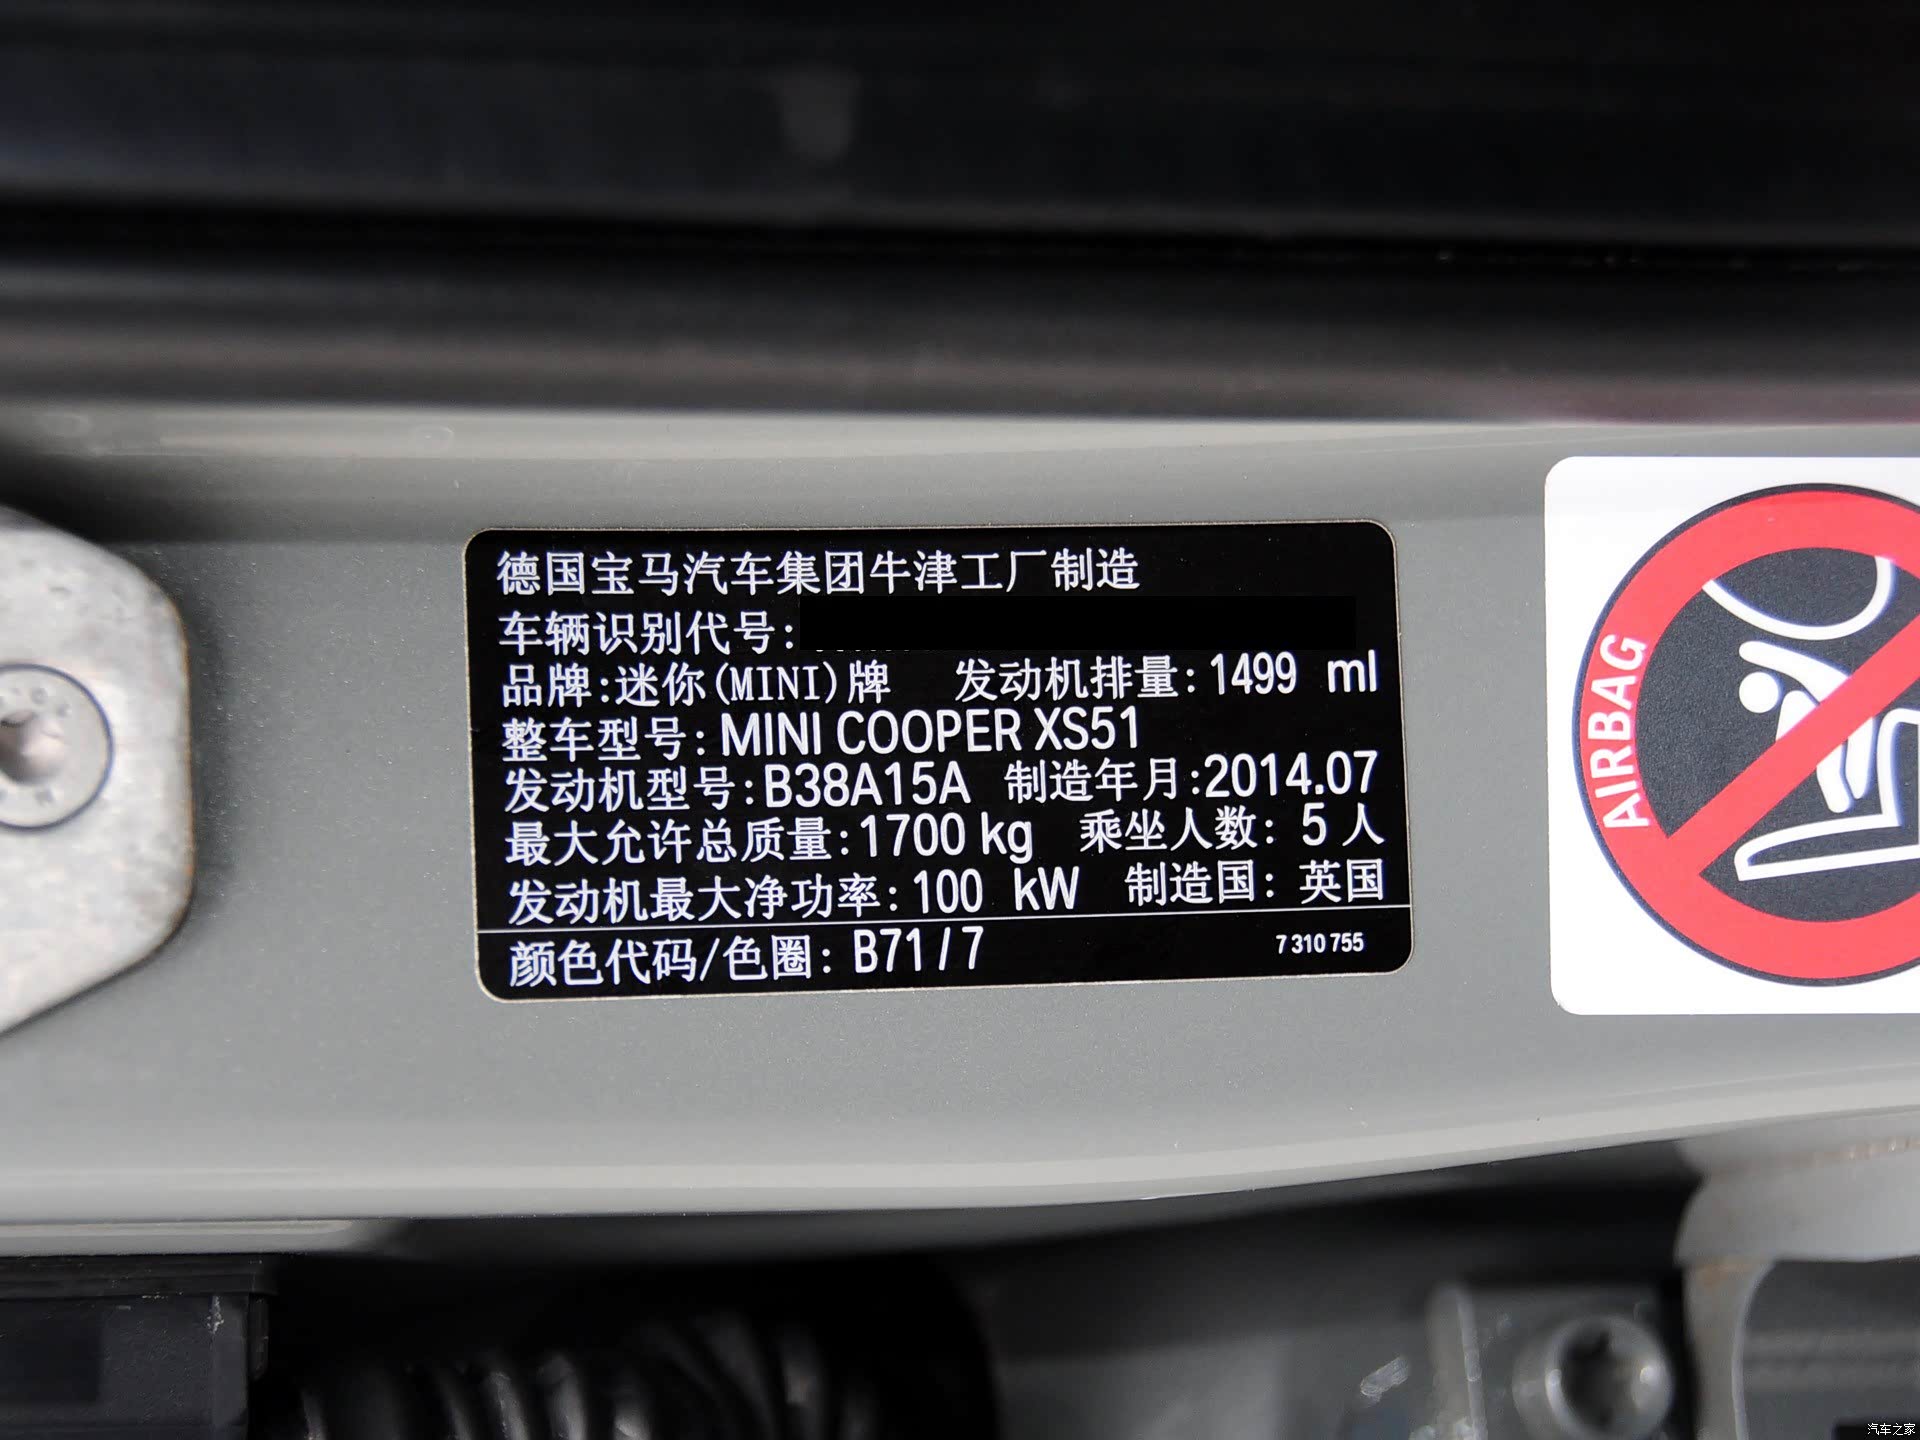 德国宝马汽车集团牛津工厂制造
车辆识别代号:
品牌:迷你(MINI)牌 发动机排量: 1499 ml
整车型号: MINI COOPER XS51
发动机型号: B38A15A 制造年月:2014.07
最大允许总质量: 1700 kg 乘坐人数: 5 人
发动机最大净功率: 100 kW 制造国: 英国
颜色代码/色圈: B71 / 7 7 310 755
AIRBAG
汽车之家